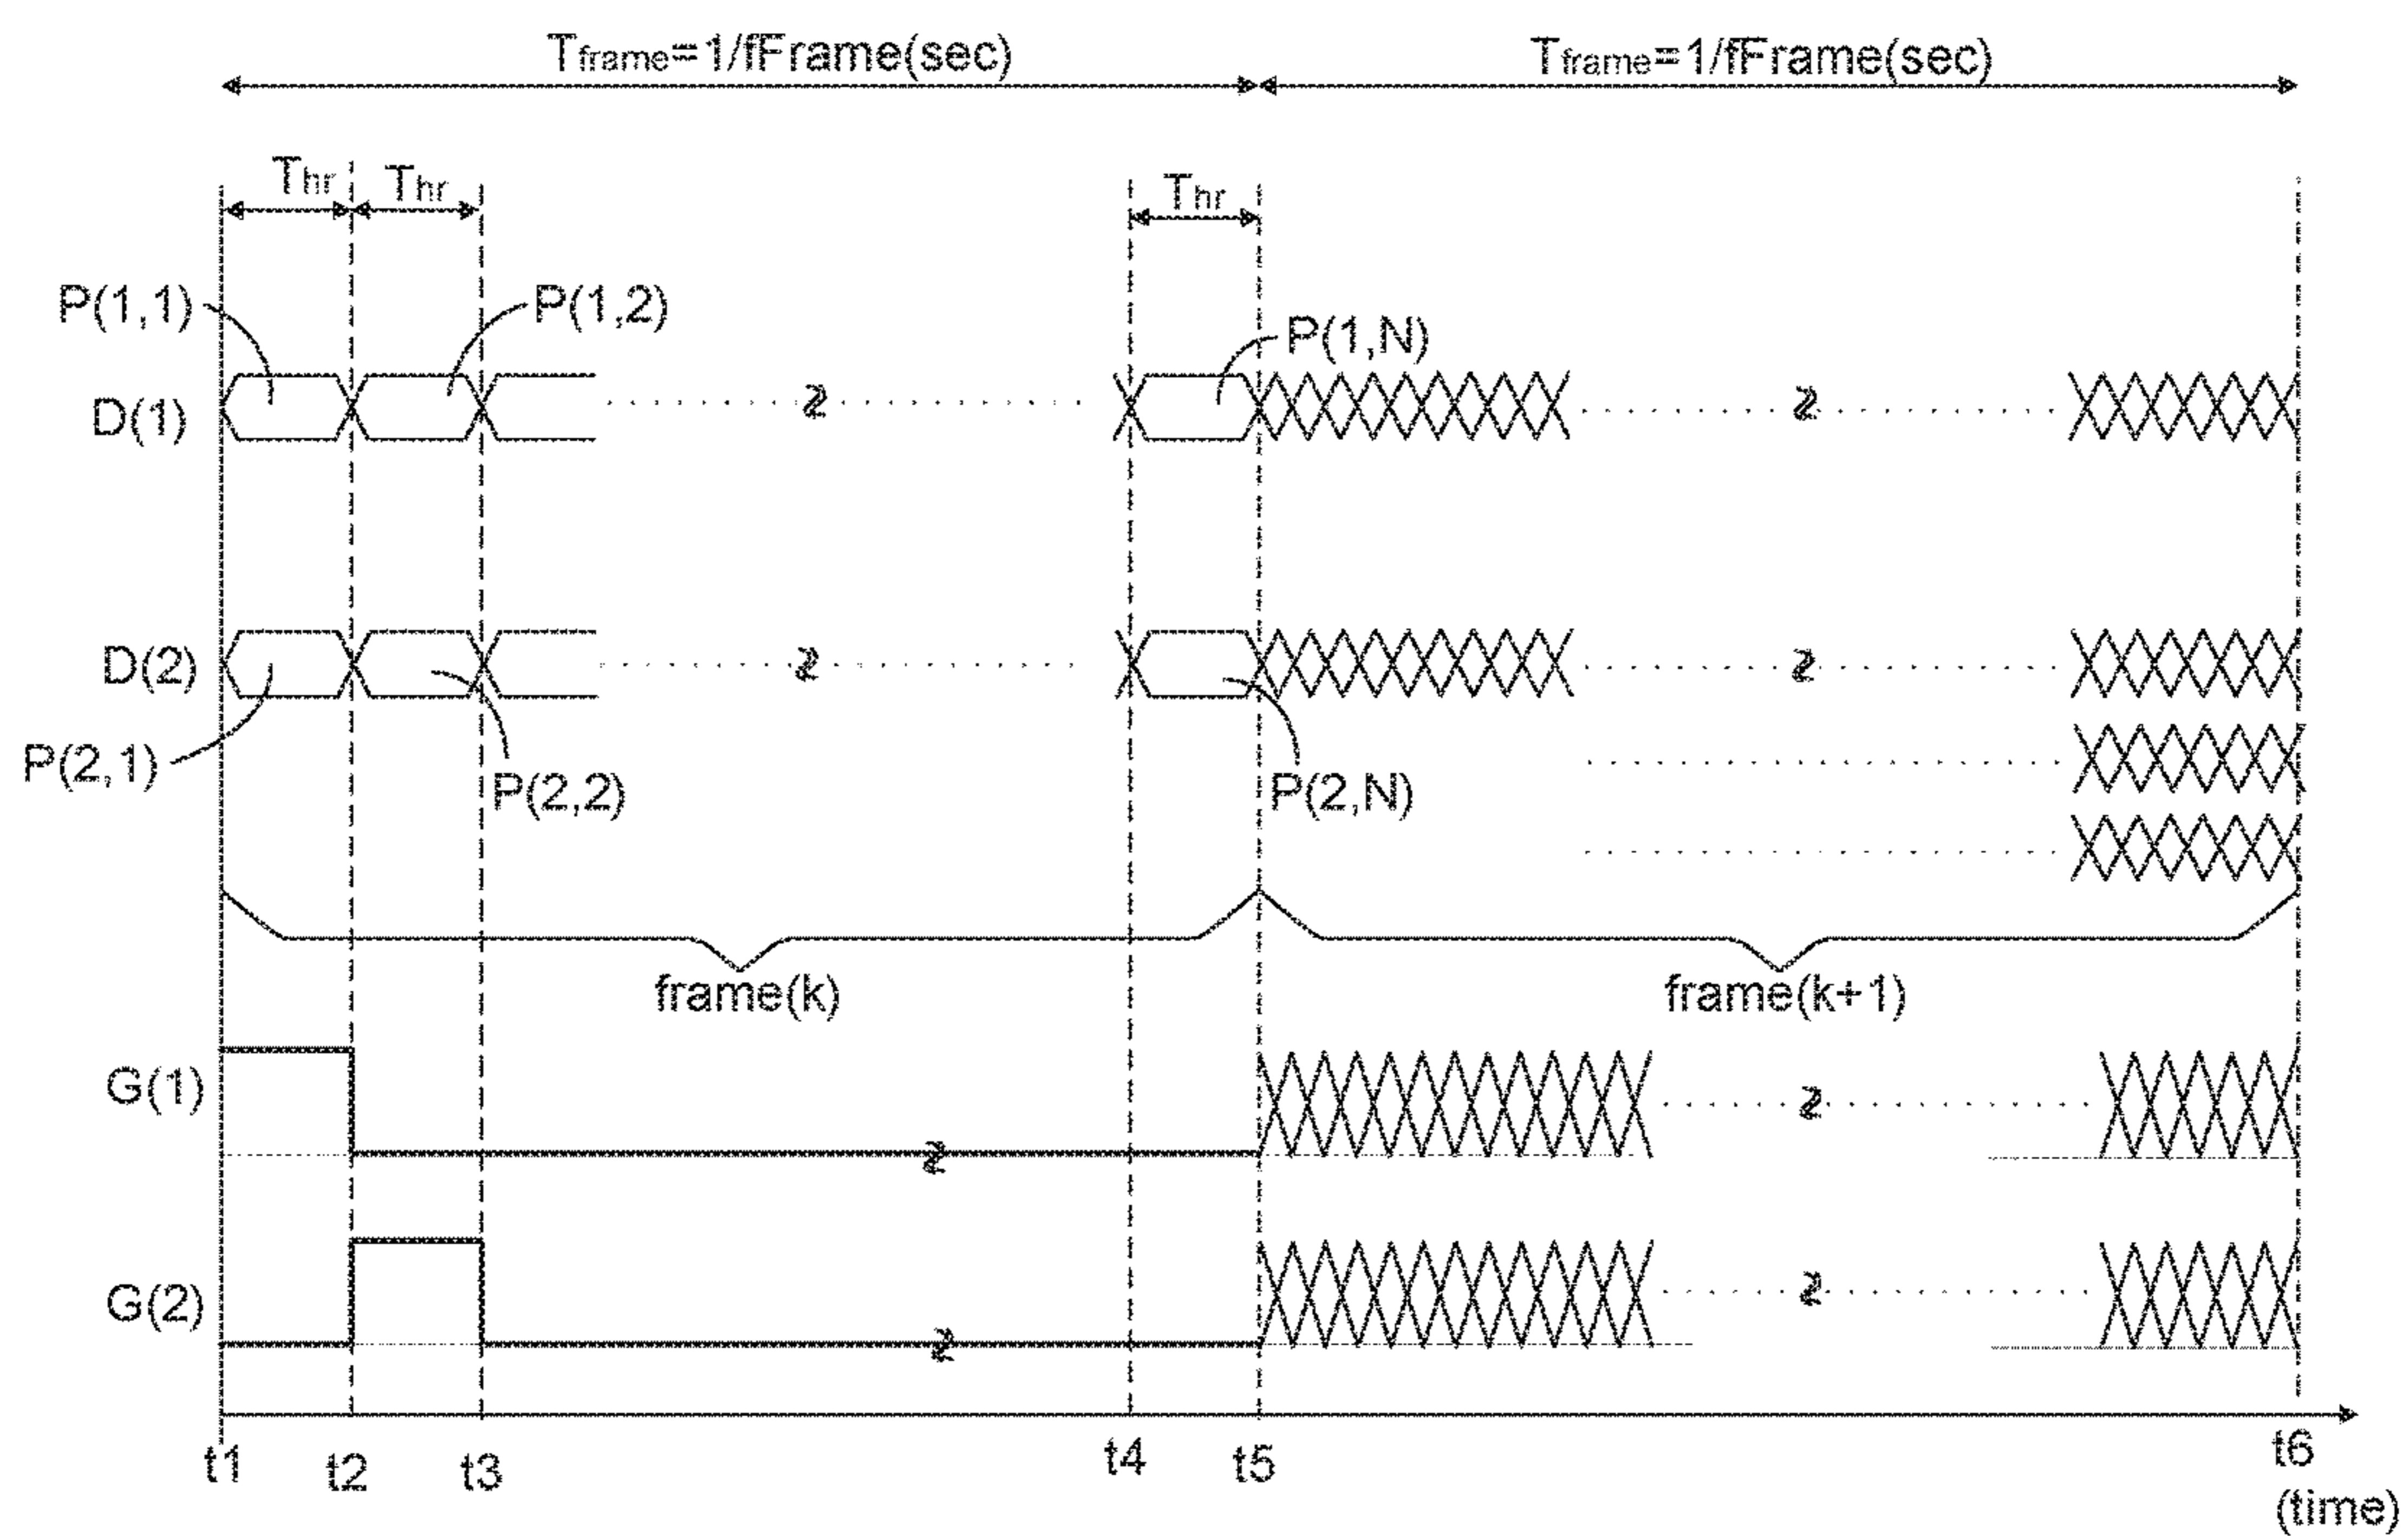 Tframe=1/fFrame(sec) Tframe=1/fFrame(sec)
Thr Thr Thr
P(1,1) P(1,2) P(1,N)
D(1)
D(2)
P(2,1) P(2,2) P(2,N)
frame(k) frame(k+1)
G(1)
G(2)
t1 t2 t3 t4 t5 t6
(time)